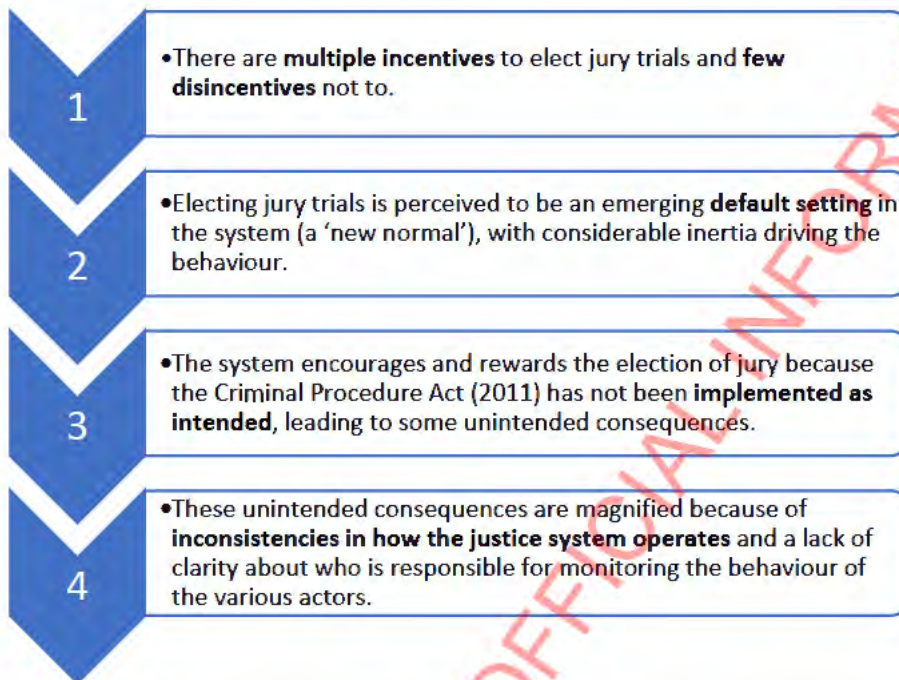 1
•There are multiple incentives to elect jury trials and few
disincentives not to.
2
•Electing jury trials is perceived to be an emerging default setting in
the system (a 'new normal'), with considerable inertia driving the
behaviour.
3
•The system encourages and rewards the election of jury because
the Criminal Procedure Act (2011) has not been implemented as
intended, leading to some unintended consequences.
4
•These unintended consequences are magnified because of
inconsistencies in how the justice system operates and a lack of
clarity about who is responsible for monitoring the behaviour of
the various actors.
OFFICIAL